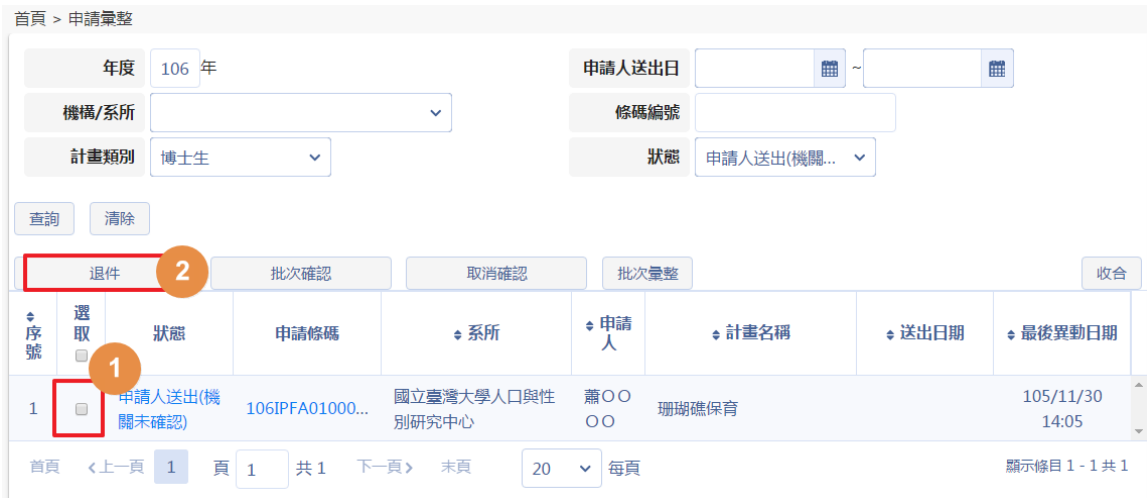 首頁 > 申請彙整
年度 106 年 申請人送出日 ~
機構/系所 條碼編號
計畫類別 博士生 狀態 申請人送出(機關...
查詢 清除
退件 2 批次確認 取消確認 批次彙整 收合
序號 選取 狀態 申請條碼 系所 申請人 計畫名稱 送出日期 最後異動日期
1
1 申請人送出(機 106IPFA01000... 國立臺灣大學人口與性 蕭○○ 珊瑚礁保育 105/11/30
關未確認) 別研究中心 ○○ 14:05
首頁 上一頁 1 頁 1 共 1 下一頁 末頁 20 每頁 顯示條目 1 - 1 共 1